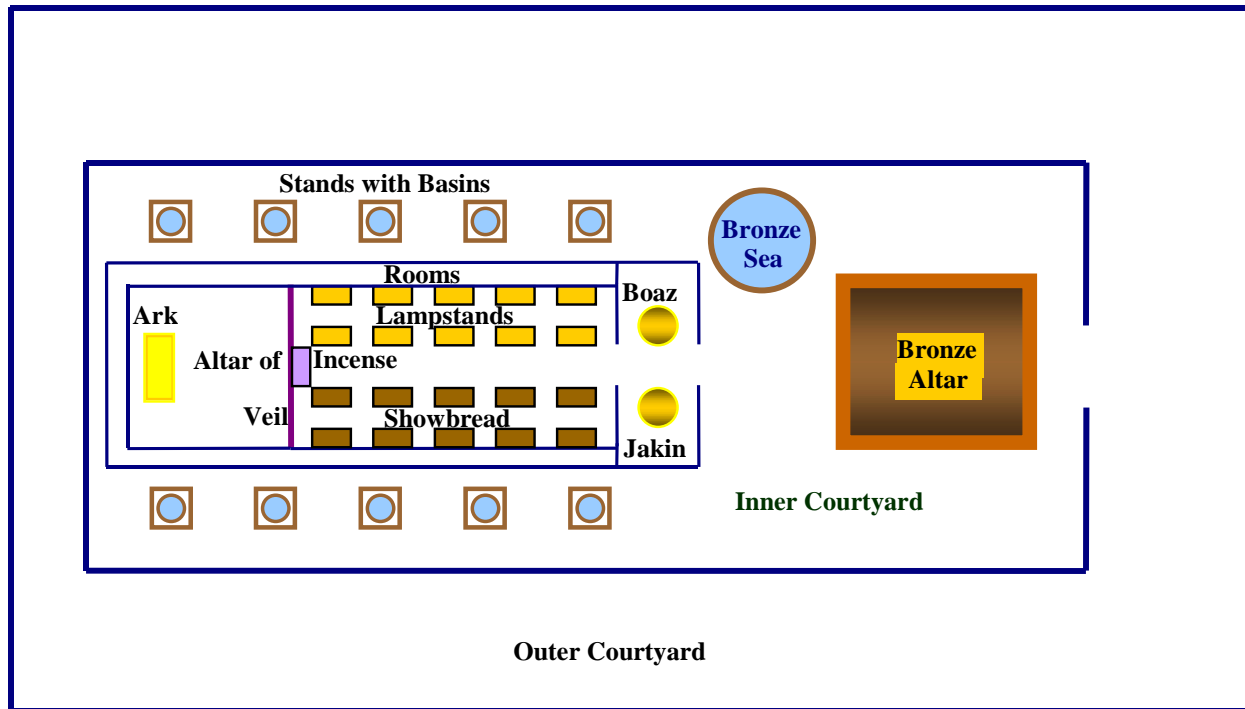 Stands with Basins
Bronze
Sea
Rooms
Boaz
Ark
Lampstands
Altar of Incense
Bronze
Altar
Veil
Showbread
Jakin
Inner Courtyard
Outer Courtyard